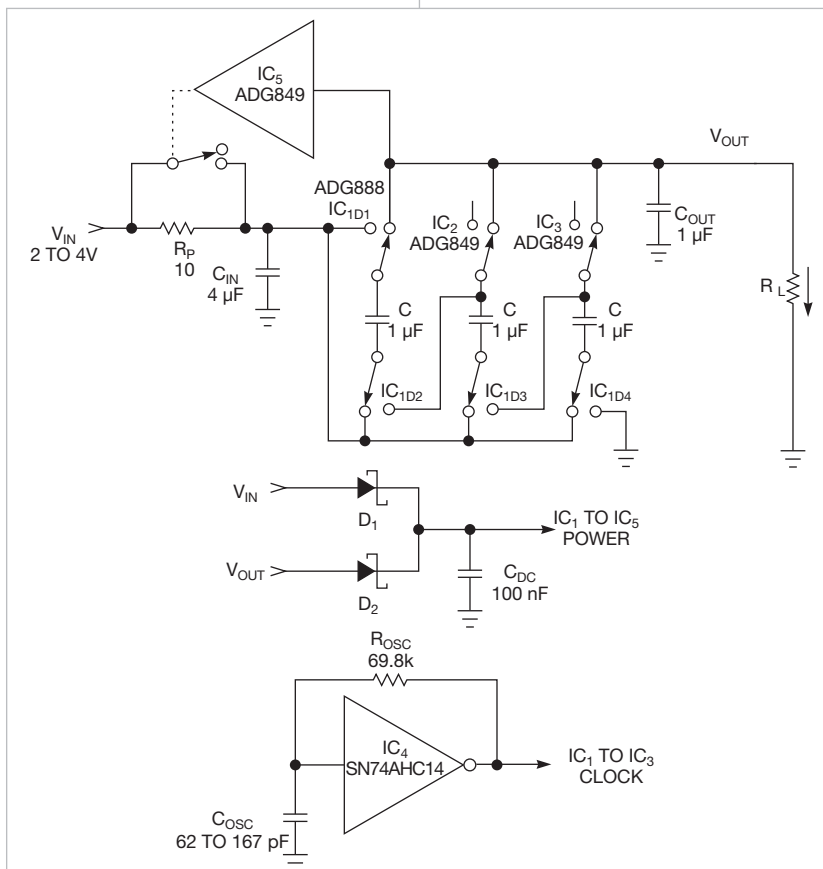 IC5
ADG849
VOUT
ADG888
IC1D1
IC2
ADG849
IC3
ADG849
COUT
1 µF
VIN
2 TO 4V
RP
10
CIN
4 µF
C
1 µF
C
1 µF
C
1 µF
RL
IC1D2
IC1D3
IC1D4
VIN
D1
IC1 TO IC5
POWER
VOUT
D2
CDC
100 nF
ROSC
69.8k
IC4
SN74AHC14
IC1 TO IC3
CLOCK
COSC
62 TO 167 pF